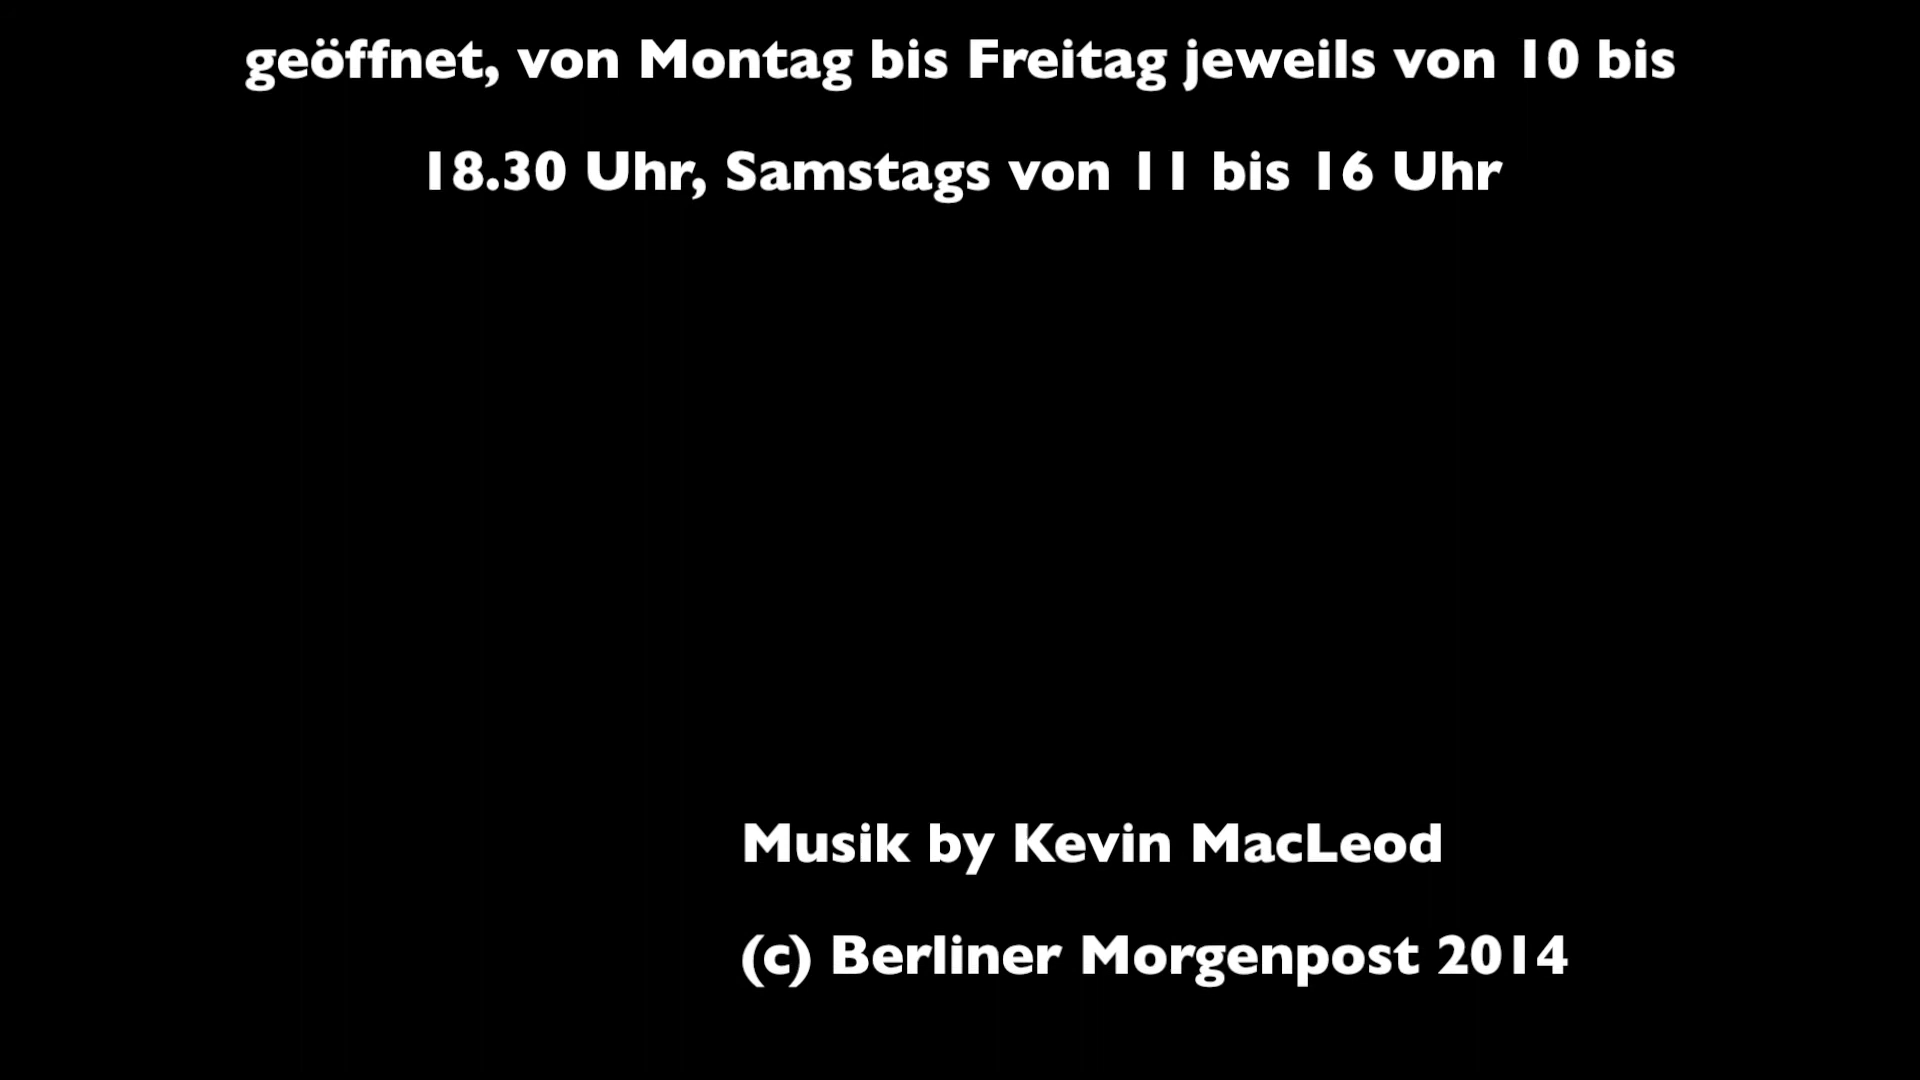 geöffnet, von Montag bis Freitag jeweils von 10 bis
18.30 Uhr, Samstags von 11 bis 16 Uhr
Musik by Kevin MacLeod
(c) Berliner Morgenpost 2014